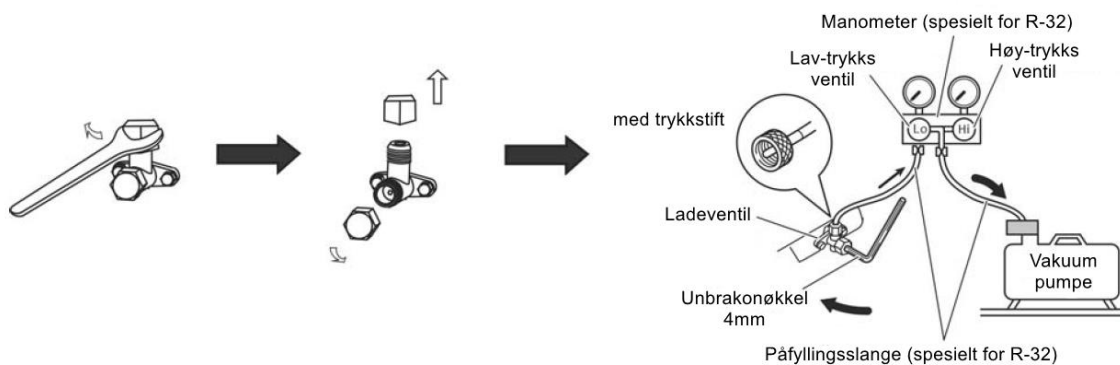 Manometer (spesielt for R-32)
Lav-trykks
ventil
Høy-trykks
ventil
med trykkstift
Lo
Hi
Ladeventil
Unbrakonøkkel
4mm
Vakuum
pumpe
Påfyllingsslange (spesielt for R-32)